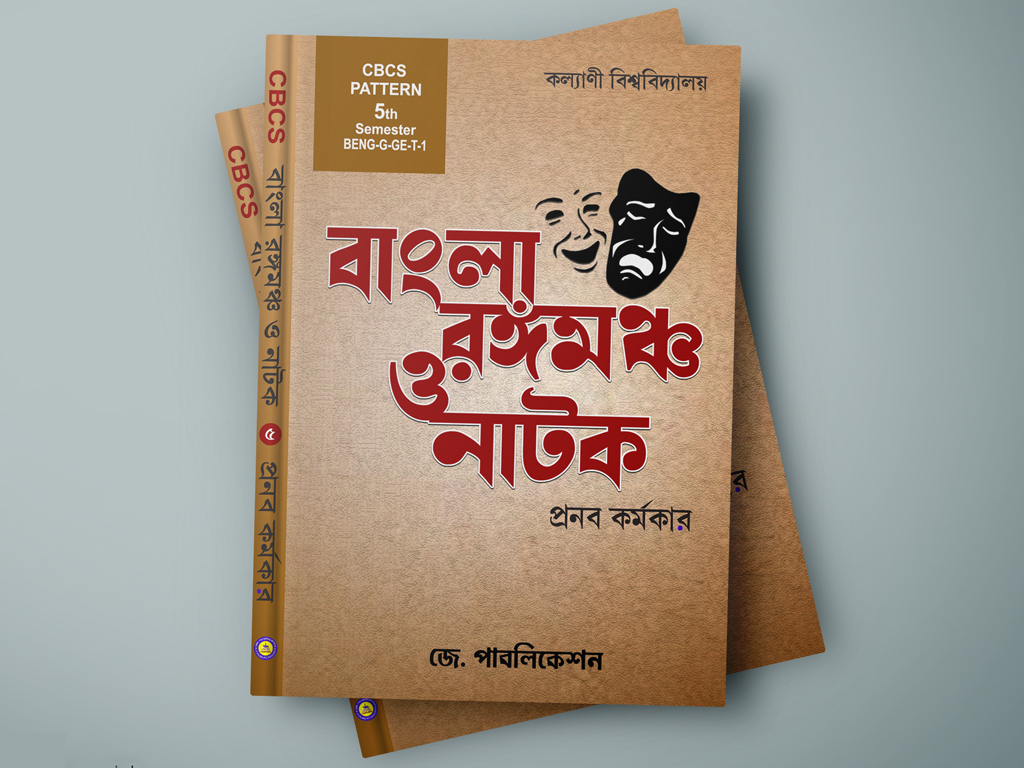 CBCS
PATTERN
5th
Semester
BENG-G-GE-T-1
কল্যাণী বিশ্ববিদ্যালয়
বাংলা
রঙ্গমঞ্চ
ও
নাটক
প্রনব কর্মকার
জে. পাবলিকেশন
CBCS বাংলা রঙ্গমঞ্চ ও নাটক ৫ প্রনব কর্মকার
CBCS